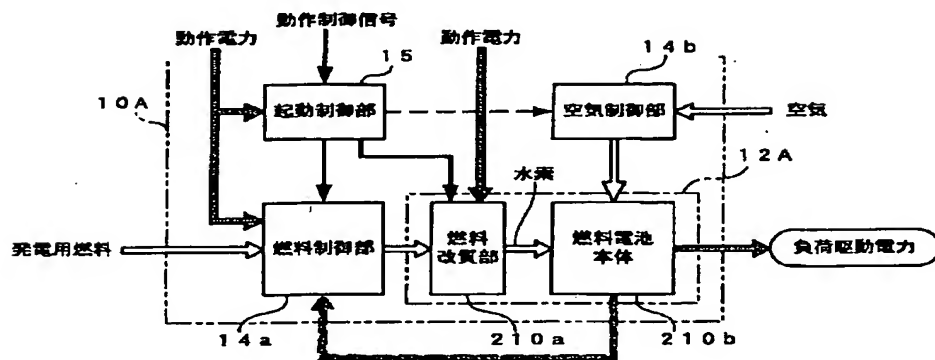 動作制御信号
動作電力
動作電力
15
14b
10A
起動制御部
空気制御部
空気
12A
水素
発電用燃料
燃料制御部
燃料
改質部
燃料電池
本体
負荷駆動電力
14a
210a
210b